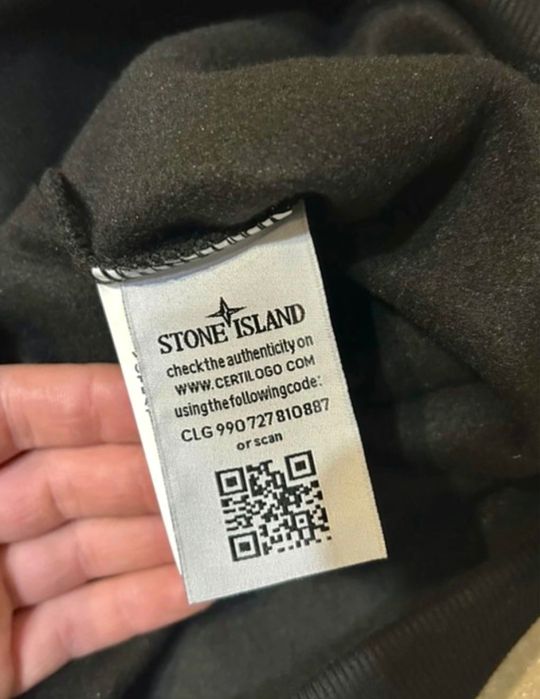 STONE ISLAND
check the authenticity on
WWW.CERTILOGO COM
using the following code:
CLG 990 727 810 887
or scan